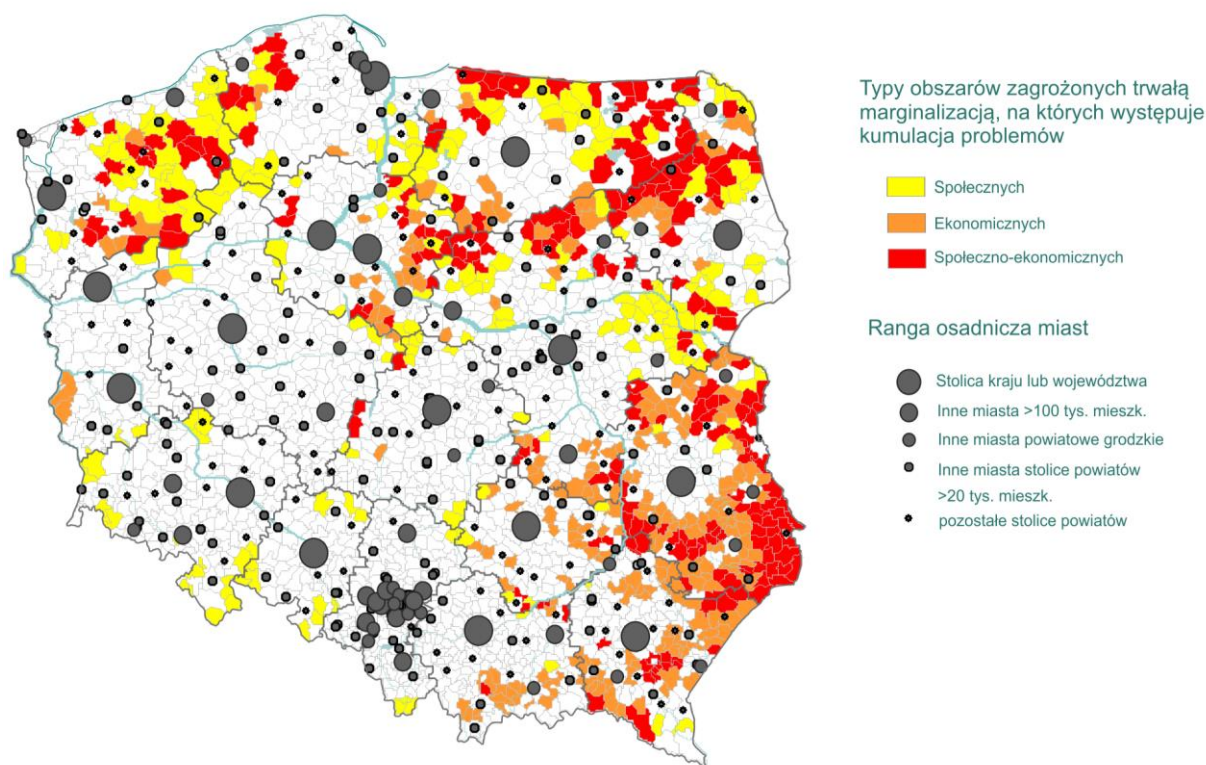 Typy obszarów zagrożonych trwałą
marginalizacją, na których występuje
kumulacja problemów
Społecznych
Ekonomicznych
Społeczno-ekonomicznych
Ranga osadnicza miast
Stolica kraju lub województwa
Inne miasta >100 tys. mieszk.
Inne miasta powiatowe grodzkie
Inne miasta stolice powiatów
>20 tys. mieszk.
pozostałe stolice powiatów